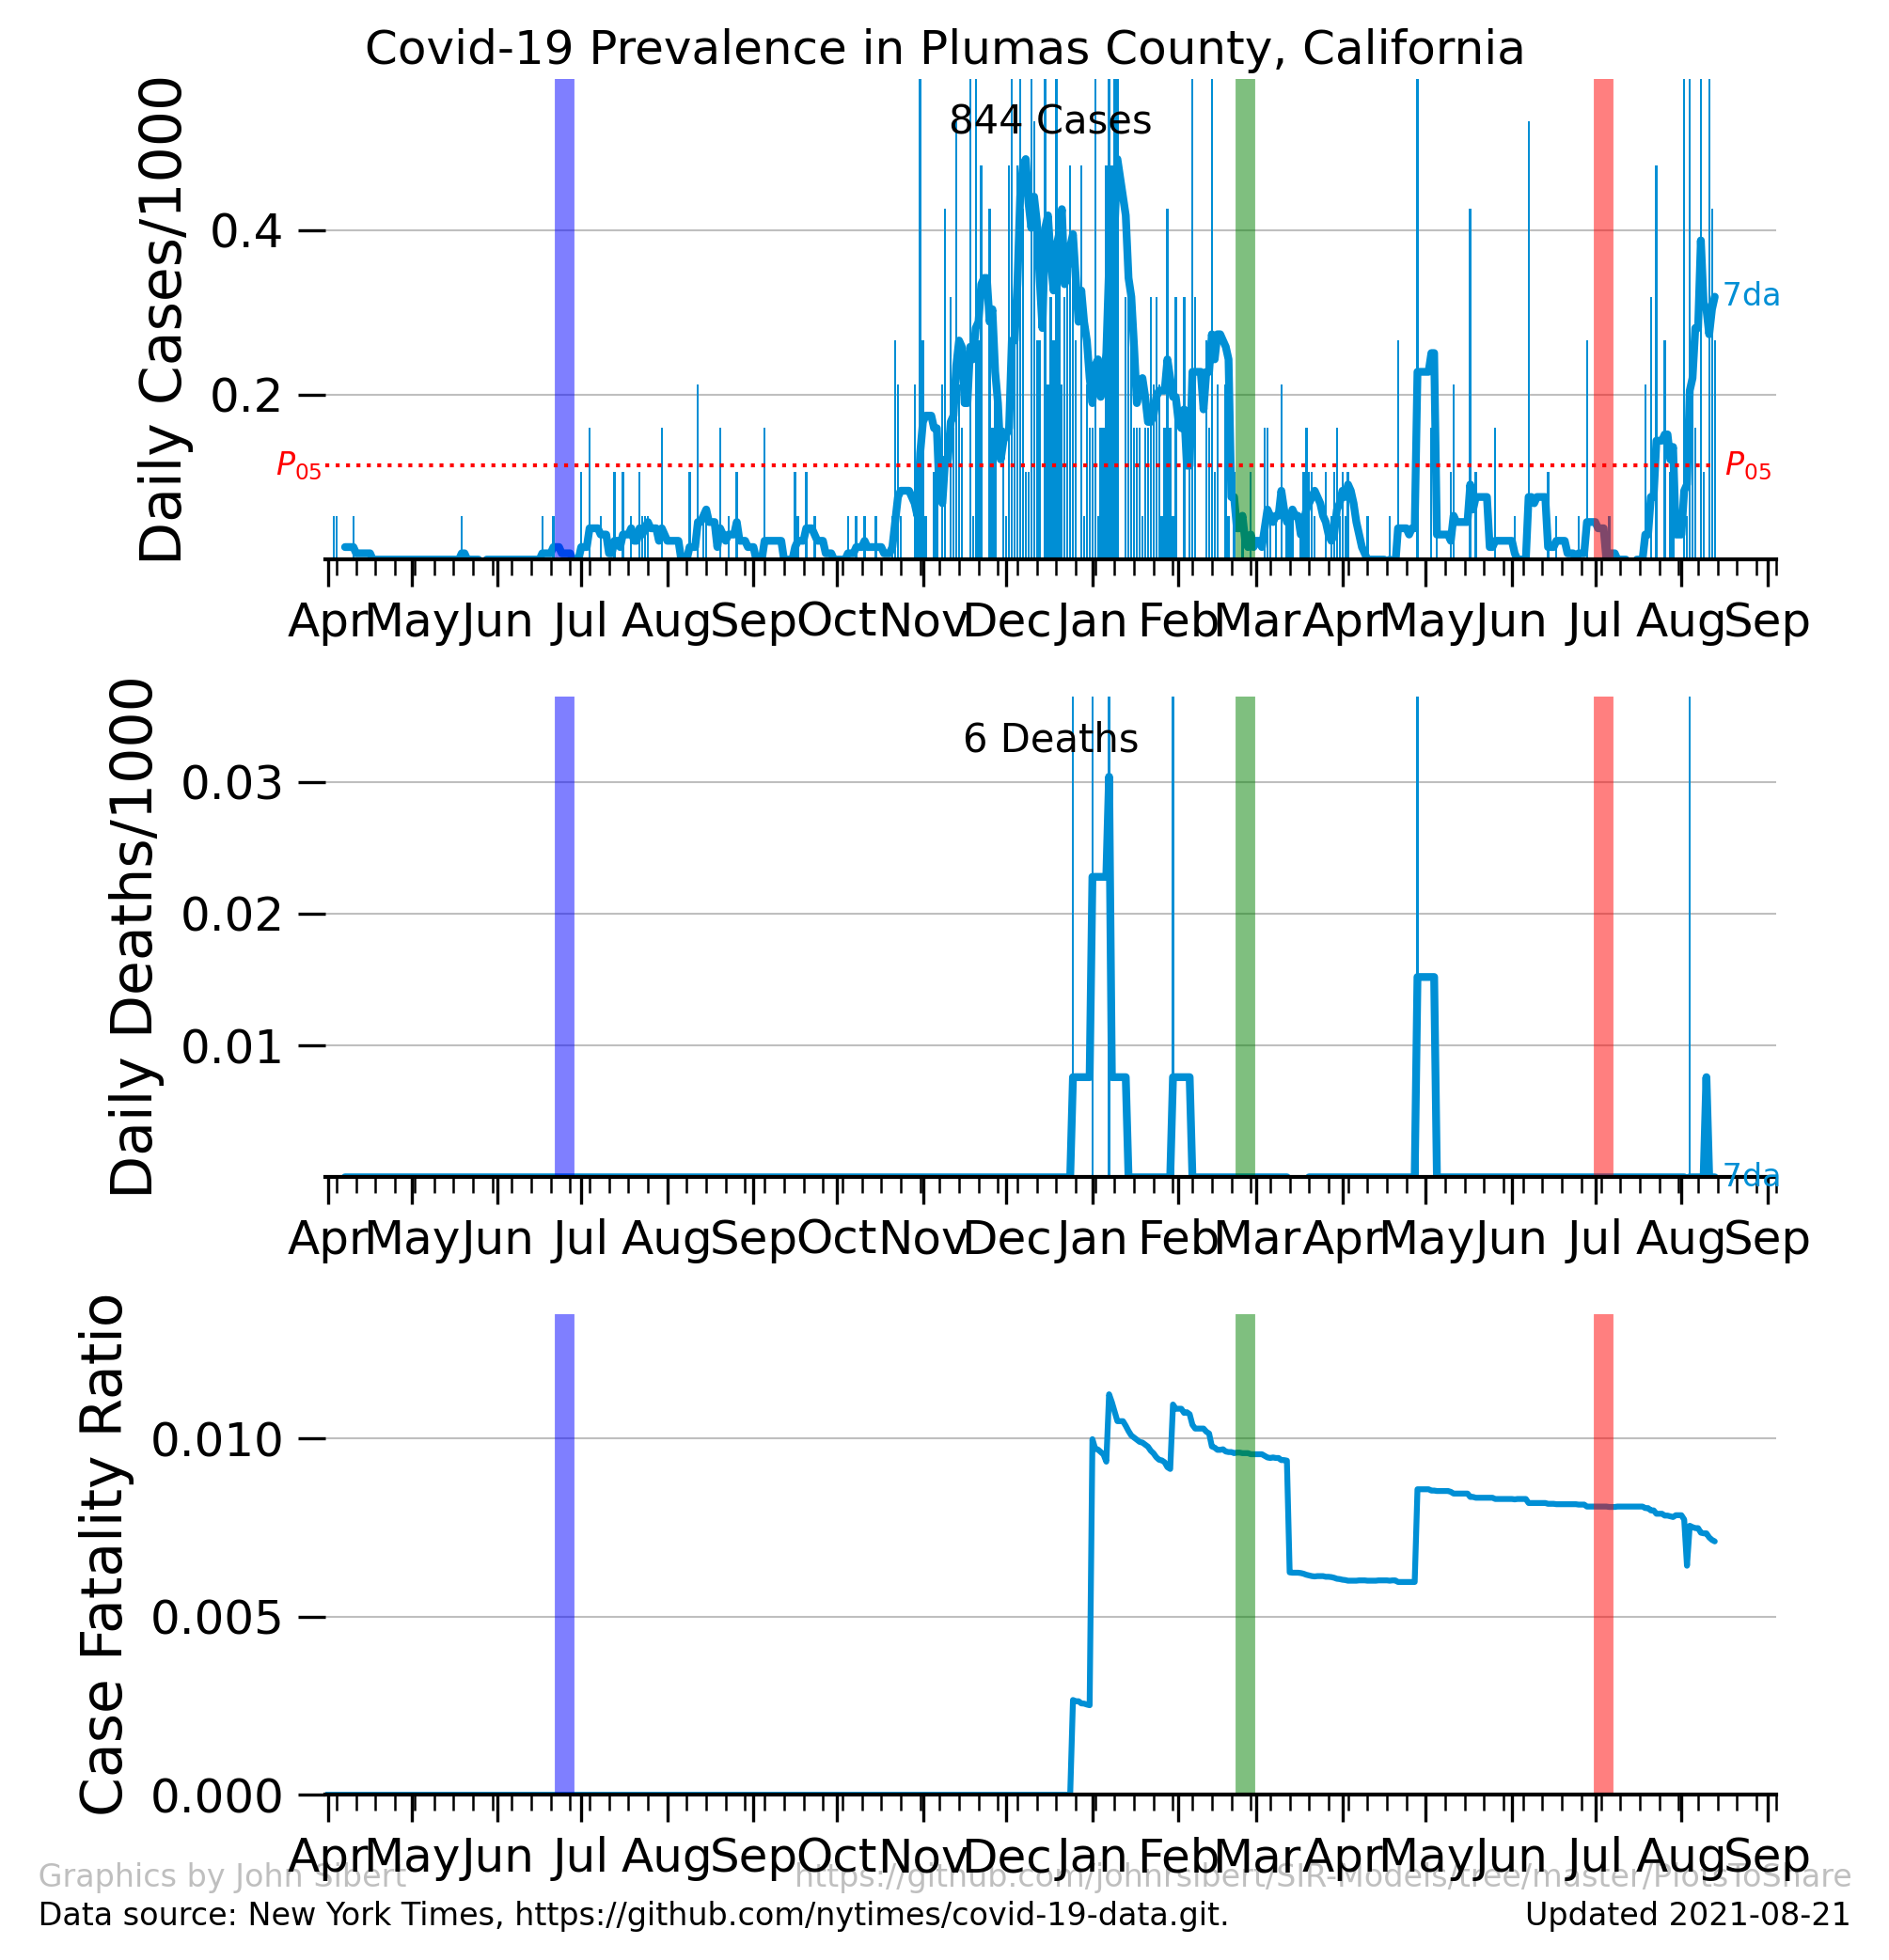 Covid-19 Prevalence in Plumas County, California
Daily Cases/1000
844 Cases
0.4
0.2
7da
P05
P05
Apr May Jun Jul Aug Sep Oct Nov Dec Jan Feb Mar Apr May Jun Jul Aug Sep
Daily Deaths/1000
6 Deaths
0.03
0.02
0.01
7da
Apr May Jun Jul Aug Sep Oct Nov Dec Jan Feb Mar Apr May Jun Jul Aug Sep
Case Fatality Ratio
0.010
0.005
0.000
Apr May Jun Jul Aug Sep Oct Nov Dec Jan Feb Mar Apr May Jun Jul Aug Sep
Graphics by John Sibert
https://github.com/johnrsibert/SIR-Models/tree/master/PlotsToShare
Data source: New York Times, https://github.com/nytimes/covid-19-data.git.
Updated 2021-08-21